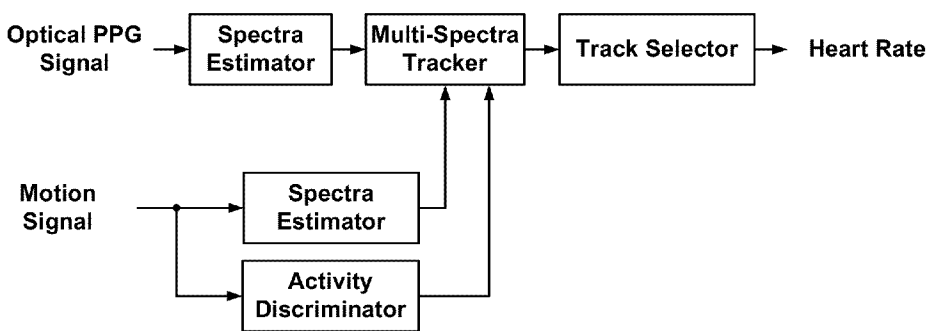 Optical PPG
Signal
Spectra
Estimator
Multi-Spectra
Tracker
Track Selector
Heart Rate
Motion
Signal
Spectra
Estimator
Activity
Discriminator